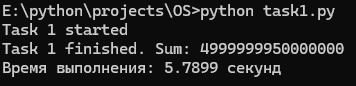 E:\python\projects\OS>python task1.py
Task 1 started
Task 1 finished. Sum: 4999999950000000
Время выполнения: 5.7899 секунд